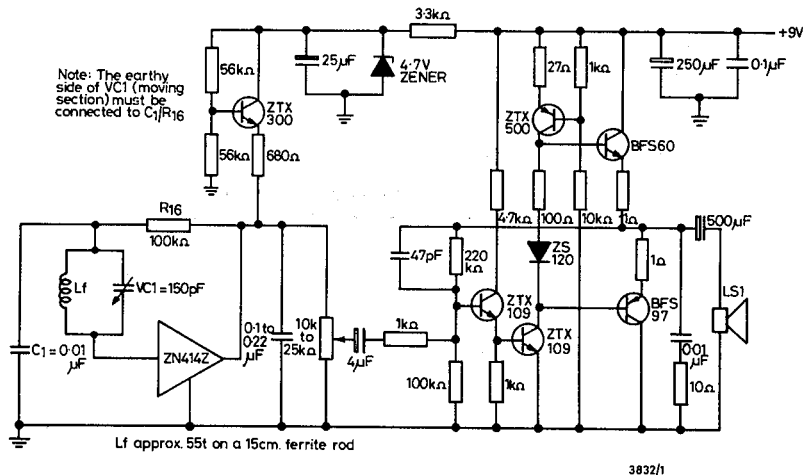 3.3kΩ
+9V
Note: The earthy
side of VC1 (moving
section) must be
connected to C1/R16
56kΩ
25µF
4.7V
ZENER
27Ω
1kΩ
250µF
0.1µF
ZTX
300
ZTX
500
BFS60
56kΩ
680Ω
R16
100kΩ
4.7kΩ
100Ω
10kΩ
1Ω
500µF
47pF
220
kΩ
ZS
120
1Ω
Lf
VC1=150pF
ZTX
109
BFS
97
LS1
C1=0.01
µF
ZN414Z
0.1 to
0.22
µF
10k
to
25kΩ
4µF
1kΩ
ZTX
109
0.01
µF
100kΩ
1kΩ
10Ω
Lf approx. 55t on a 15cm. ferrite rod
3832/1